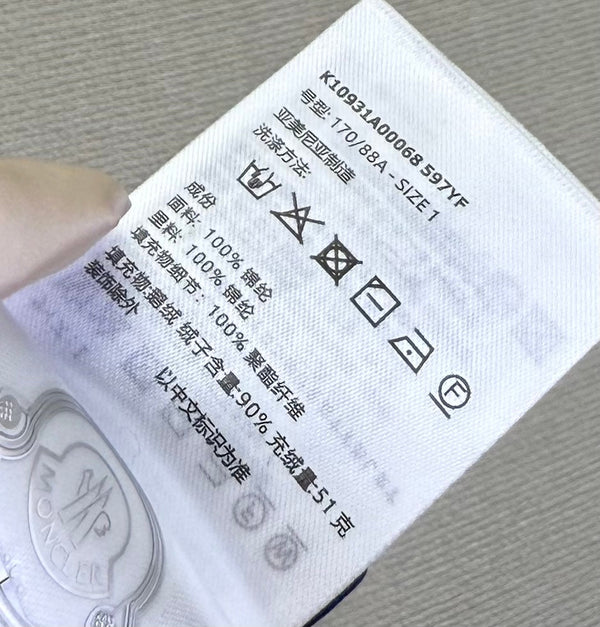 K10931A00068 597YF
号型: 170/88A - SIZE 1
亚美尼亚制造
洗涤方法:
F
成份
面料: 100% 锦纶
里料: 100% 锦纶
填充物细节: 100% 聚酯纤维
填充物:鹅绒 绒子含量:90% 充绒量:51 克
装饰除外
以中文标识为准
W
MONCLER